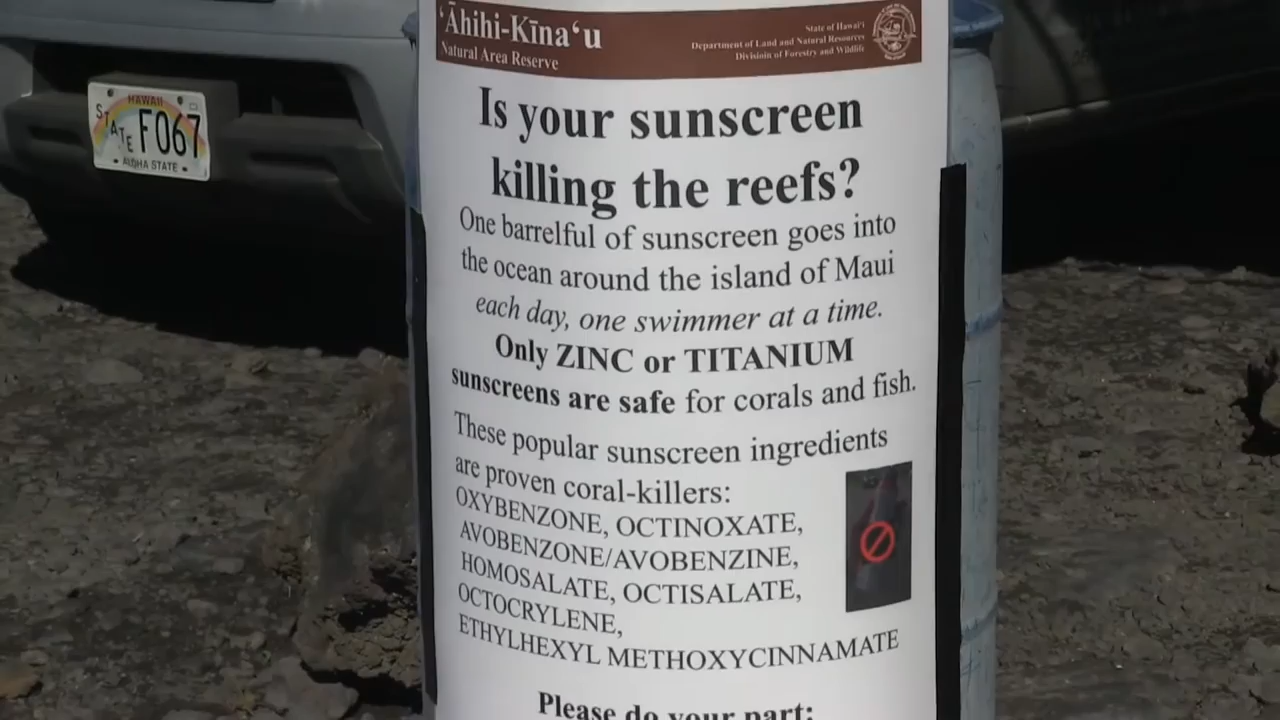 HAWAII
STATE F067
ALOHA STATE
ʻĀhihi-Kīnaʻu
Natural Area Reserve
State of Hawaiʻi
Department of Land and Natural Resources
Divisioin of Forestry and Wildlife
Is your sunscreen
killing the reefs?
One barrelful of sunscreen goes into
the ocean around the island of Maui
each day, one swimmer at a time.
Only ZINC or TITANIUM
sunscreens are safe for corals and fish.
These popular sunscreen ingredients
are proven coral-killers:
OXYBENZONE, OCTINOXATE,
AVOBENZONE/AVOBENZINE,
HOMOSALATE, OCTISALATE,
OCTOCRYLENE,
ETHYLHEXYL METHOXYCINNAMATE
Please do your part: